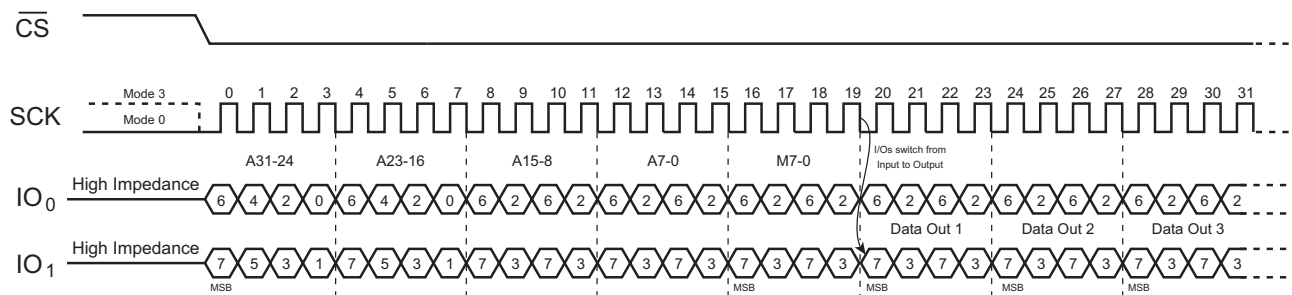 CS
SCK
Mode 3
Mode 0
0 1 2 3 4 5 6 7 8 9 10 11 12 13 14 15 16 17 18 19 20 21 22 23 24 25 26 27 28 29 30 31
I/Os switch from
Input to Output
A31-24 A23-16 A15-8 A7-0 M7-0
IO0 High Impedance 6 4 2 0 6 4 2 0 6 2 6 2 6 2 6 2 6 2 6 2 6 2 6 2 6 2 6 2 6 2 6 2
Data Out 1 Data Out 2 Data Out 3
IO1 High Impedance 7 5 3 1 7 5 3 1 7 3 7 3 7 3 7 3 7 3 7 3 7 3 7 3 7 3 7 3 7 3 7 3
MSB MSB MSB MSB MSB